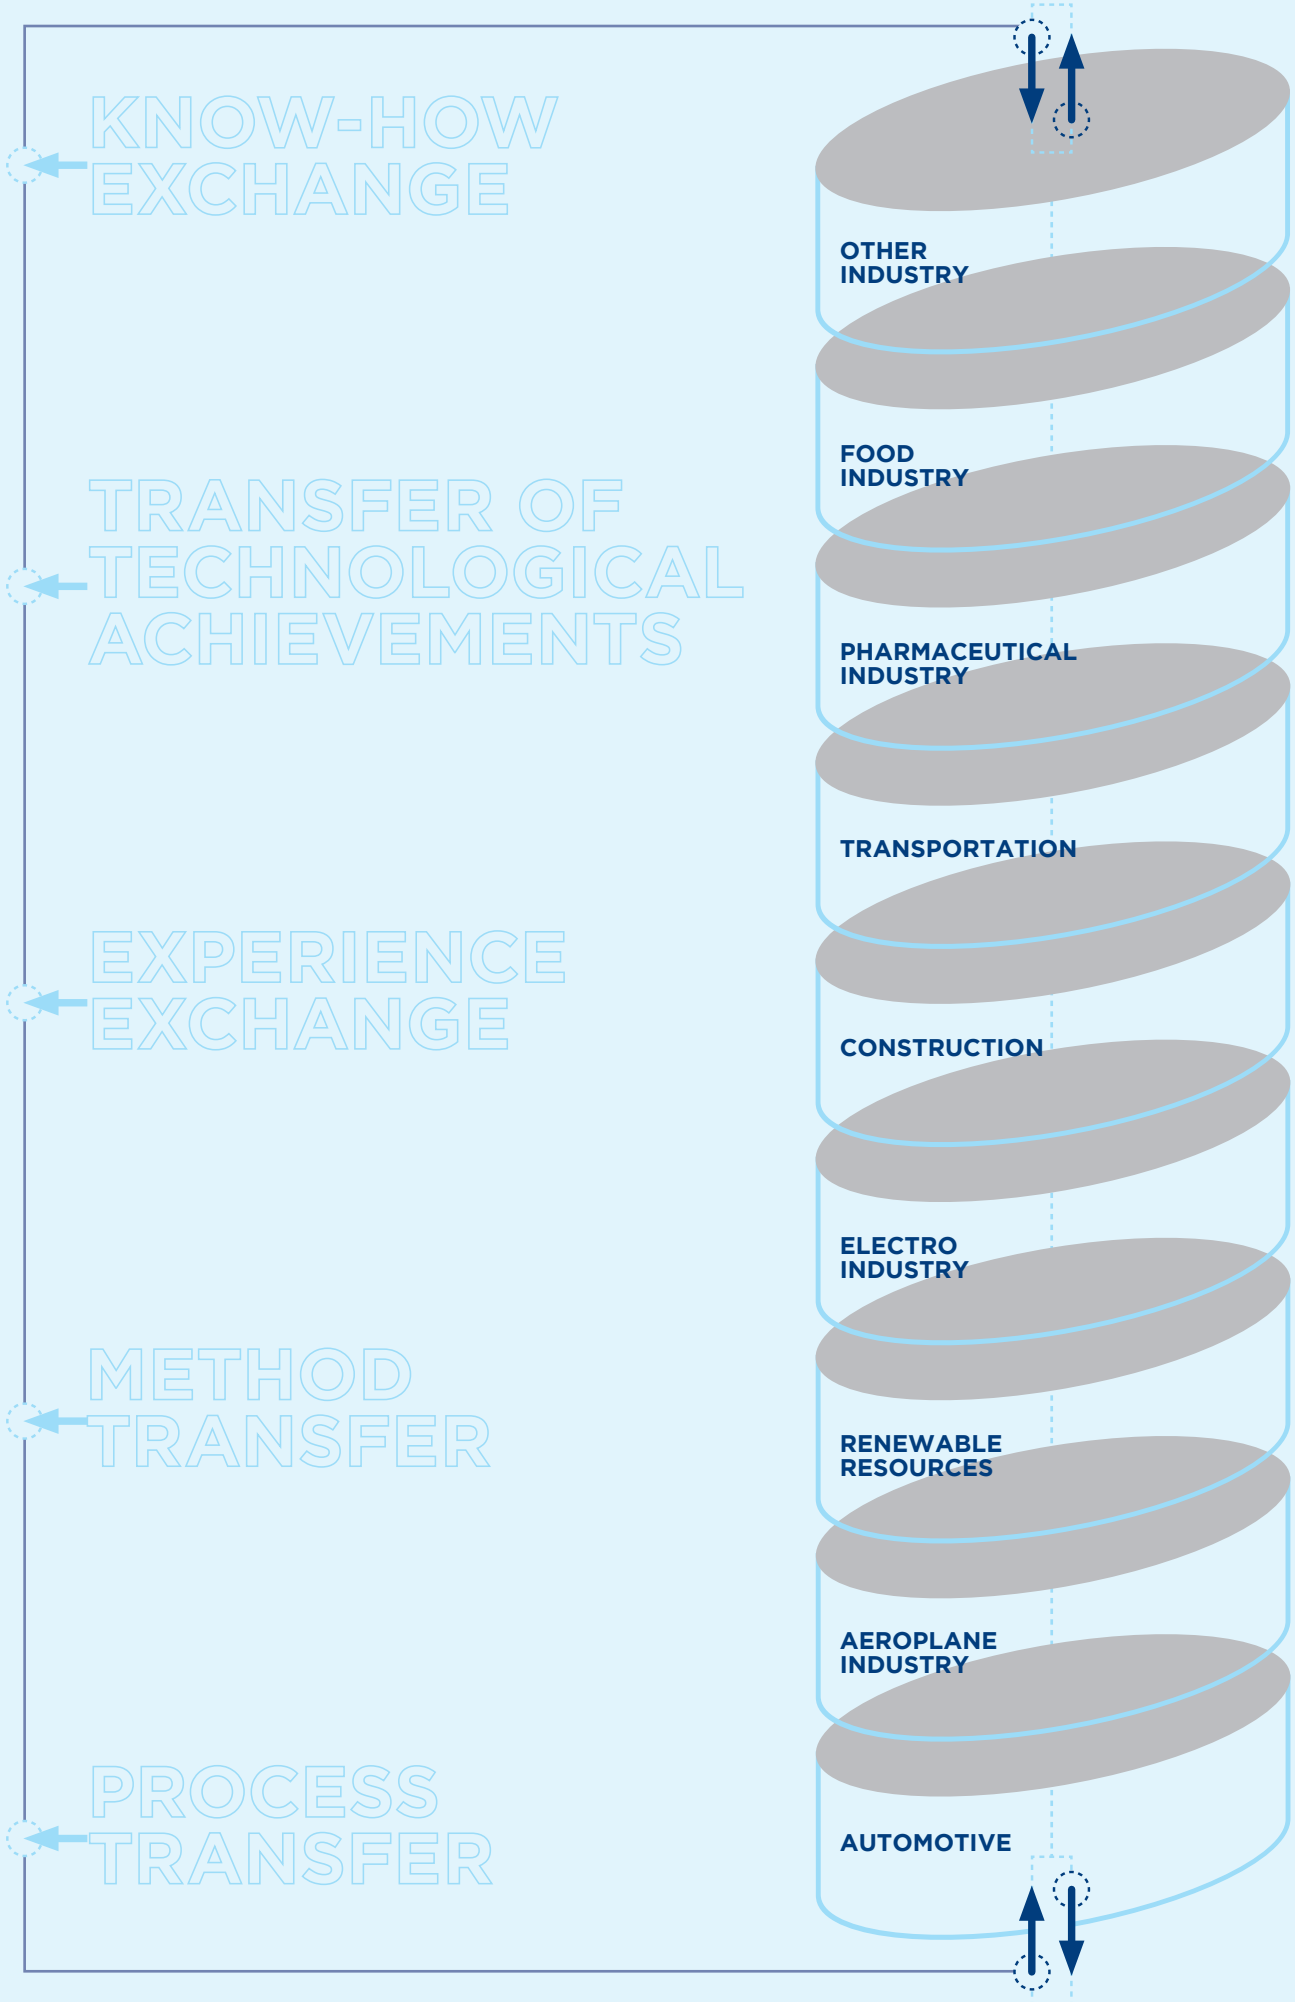 KNOW-HOW
EXCHANGE
TRANSFER OF
TECHNOLOGICAL
ACHIEVEMENTS
EXPERIENCE
EXCHANGE
METHOD
TRANSFER
PROCESS
TRANSFER
OTHER
INDUSTRY
FOOD
INDUSTRY
PHARMACEUTICAL
INDUSTRY
TRANSPORTATION
CONSTRUCTION
ELECTRO
INDUSTRY
RENEWABLE
RESOURCES
AEROPLANE
INDUSTRY
AUTOMOTIVE